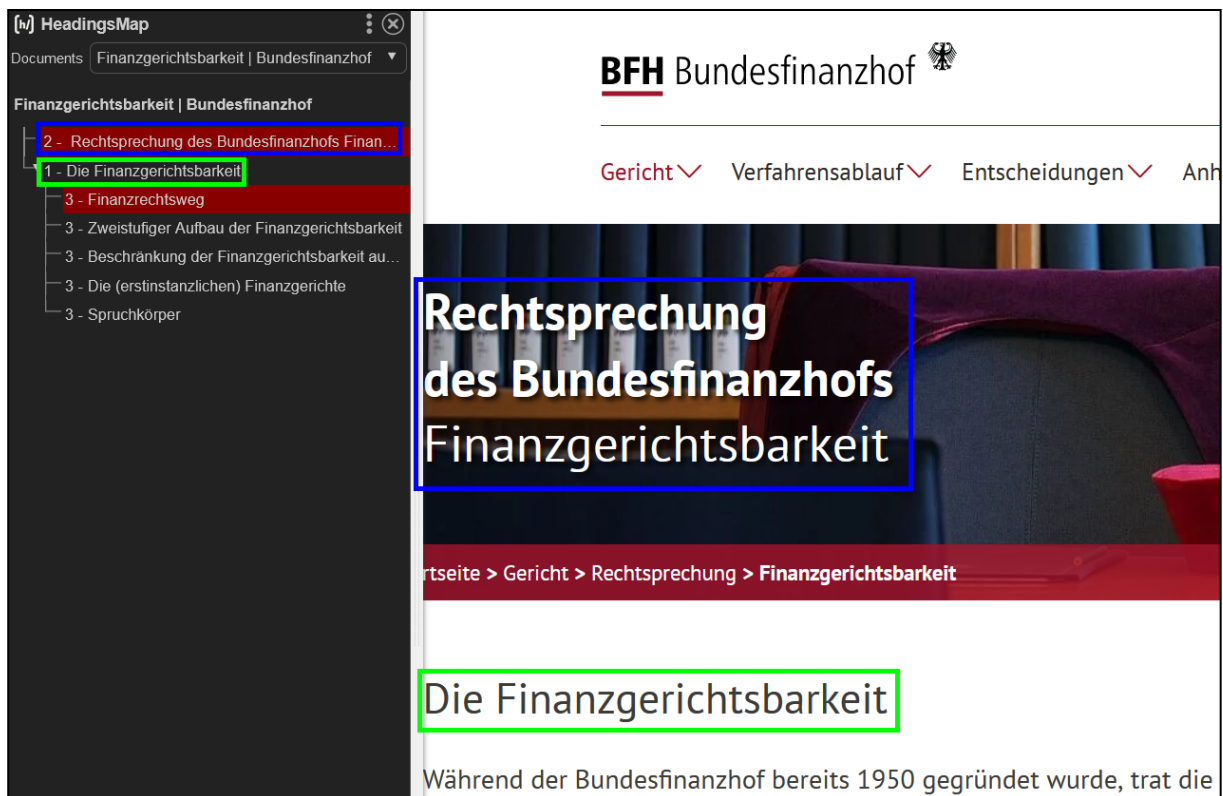 [h/] HeadingsMap
Documents Finanzgerichtsbarkeit | Bundesfinanzhof
Finanzgerichtsbarkeit | Bundesfinanzhof
2 - Rechtsprechung des Bundesfinanzhofs Finan...
1 - Die Finanzgerichtsbarkeit
3 - Finanzrechtsweg
3 - Zweistufiger Aufbau der Finanzgerichtsbarkeit
3 - Beschränkung der Finanzgerichtsbarkeit au...
3 - Die (erstinstanzlichen) Finanzgerichte
3 - Spruchkörper
BFH Bundesfinanzhof
Gericht Verfahrensablauf Entscheidungen Anh
Rechtsprechung
des Bundesfinanzhofs
Finanzgerichtsbarkeit
rtseite > Gericht > Rechtsprechung > Finanzgerichtsbarkeit
Die Finanzgerichtsbarkeit
Während der Bundesfinanzhof bereits 1950 gegründet wurde, trat die